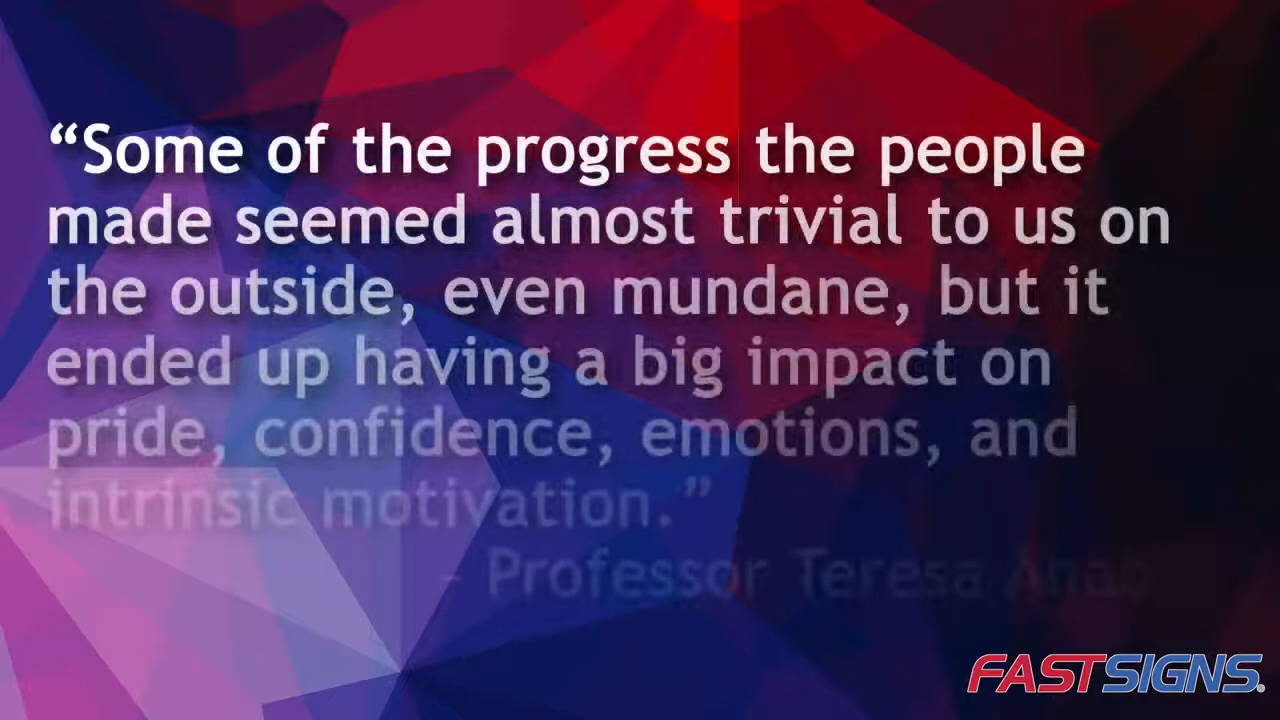 “Some of the progress the people
made seemed almost trivial to us on
the outside, even mundane, but it
ended up having a big impact on
pride, confidence, emotions, and
intrinsic motivation.”
- Professor Teresa
FASTSIGNS®